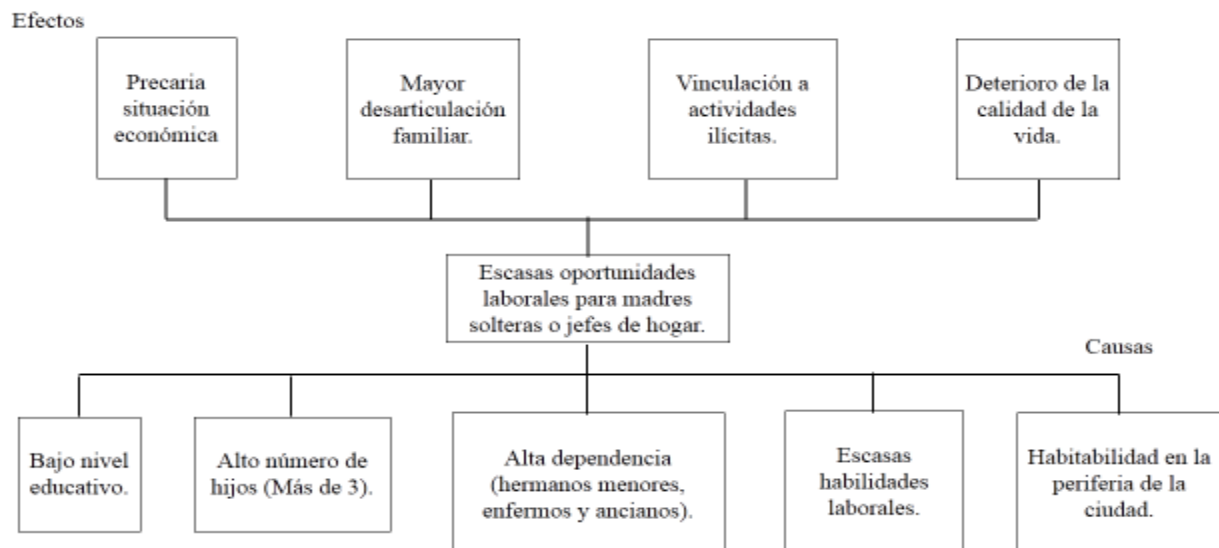 Efectos
Precaria
situación
económica
Mayor
desarticulación
familiar.
Vinculación a
actividades
ilícitas.
Deterioro de la
calidad de la
vida.
Escasas oportunidades
laborales para madres
solteras o jefes de hogar.
Causas
Bajo nivel
educativo.
Alto número de
hijos (Más de 3).
Alta dependencia
(hermanos menores,
enfermos y ancianos).
Escasas
habilidades
laborales.
Habitabilidad en la
periferia de la
ciudad.